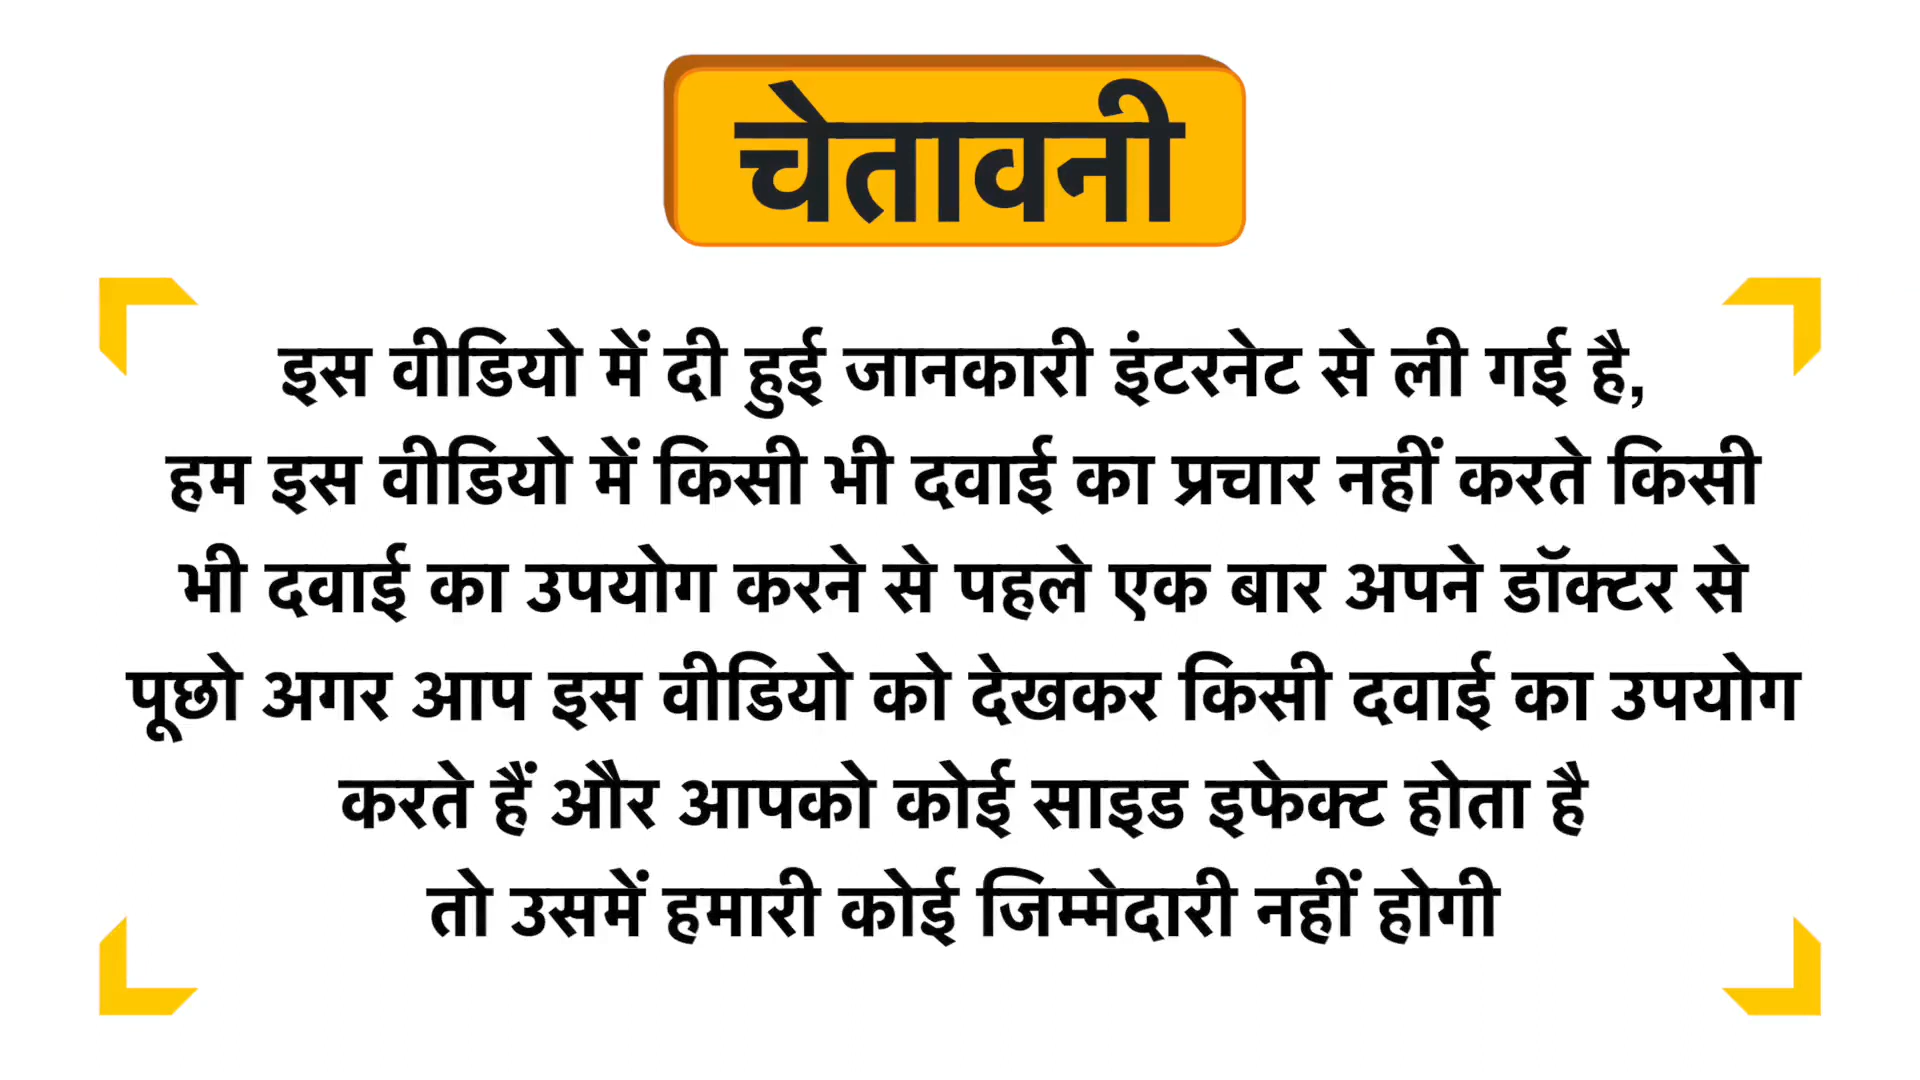 चेतावनी
इस वीडियो में दी हुई जानकारी इंटरनेट से ली गई है,
हम इस वीडियो में किसी भी दवाई का प्रचार नहीं करते किसी
भी दवाई का उपयोग करने से पहले एक बार अपने डॉक्टर से
पूछो अगर आप इस वीडियो को देखकर किसी दवाई का उपयोग
करते हैं और आपको कोई साइड इफेक्ट होता है
तो उसमें हमारी कोई जिम्मेदारी नहीं होगी